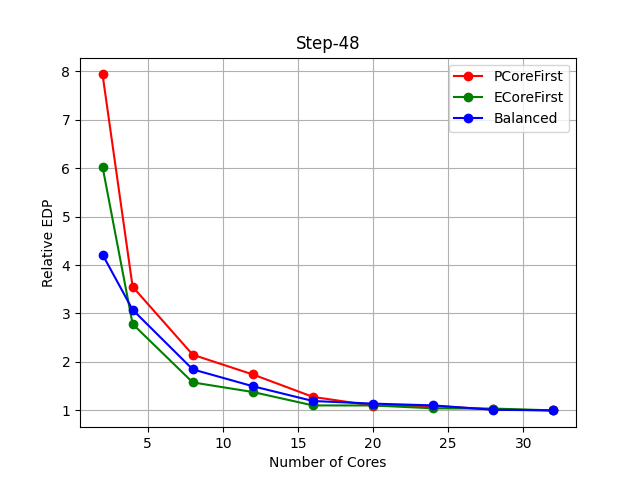 Step-48
PCoreFirst
ECoreFirst
Balanced
Relative EDP
8
7
6
5
4
3
2
1
5 10 15 20 25 30
Number of Cores